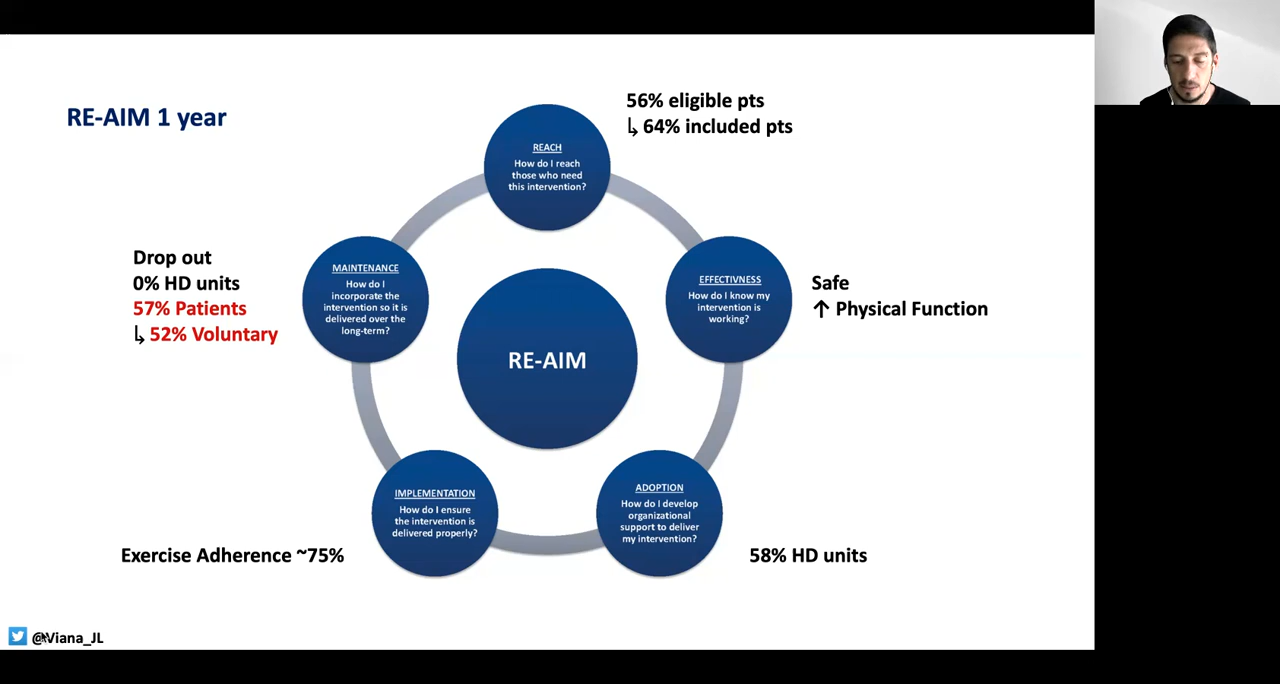 RE-AIM 1 year
56% eligible pts
↳ 64% included pts
REACH
How do I reach
those who need
this intervention?
Drop out
0% HD units
57% Patients
↳ 52% Voluntary
MAINTENANCE
How do I
incorporate the
intervention so it is
delivered over the
long-term?
EFFECTIVNESS
How do I know my
intervention is
working?
Safe
↑ Physical Function
RE-AIM
IMPLEMENTATION
How do I ensure
the intervention is
delivered properly?
ADOPTION
How do I develop
organizational
support to deliver
my intervention?
Exercise Adherence ~75%
58% HD units
@Viana_JL